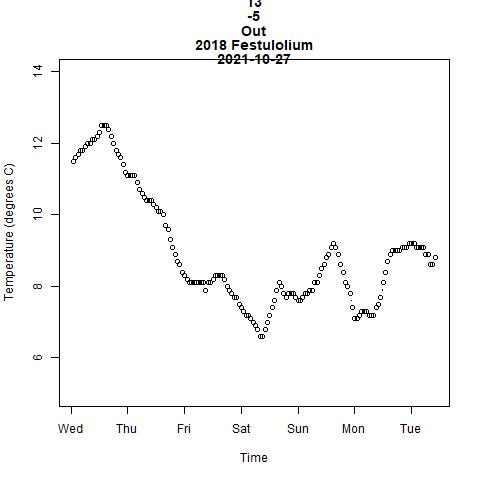 13
-5
Out
2018 Festulolium
2021-10-27
Temperature (degrees C)
14
12
10
8
6
Wed Thu Fri Sat Sun Mon Tue
Time